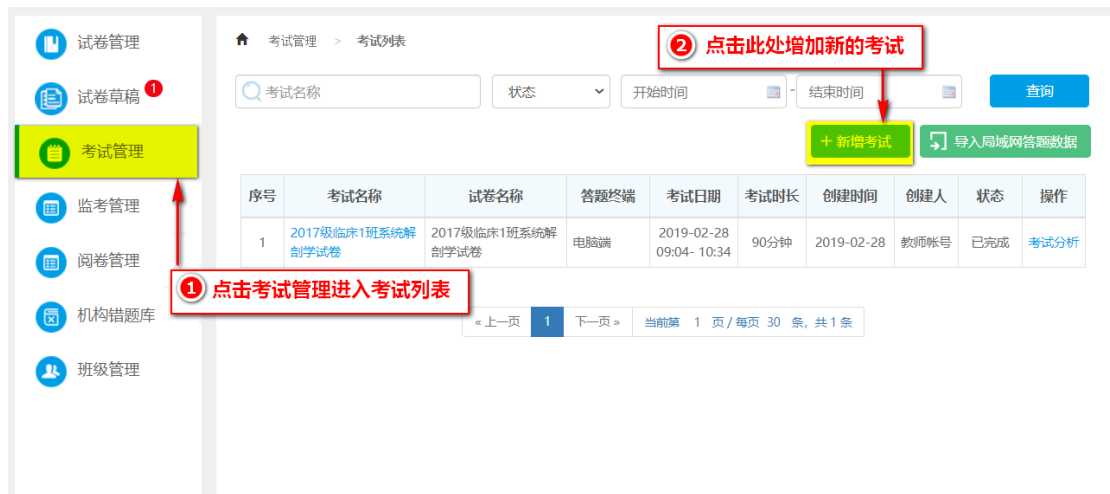 试卷管理
试卷草稿 1
考试管理
监考管理
阅卷管理
机构错题库
班级管理
考试管理 > 考试列表
2 点击此处增加新的考试
考试名称 状态 开始时间 - 结束时间 查询
+ 新增考试 导入局域网答题数据
序号 考试名称 试卷名称 答题终端 考试日期 考试时长 创建时间 创建人 状态 操作
1 2017级临床1班系统解剖学试卷 2017级临床1班系统解剖学试卷 电脑端 2019-02-28 09:04- 10:34 90分钟 2019-02-28 教师帐号 已完成 考试分析
1 点击考试管理进入考试列表
« 上一页 1 下一页 » 当前第 1 页 / 每页 30 条, 共 1 条